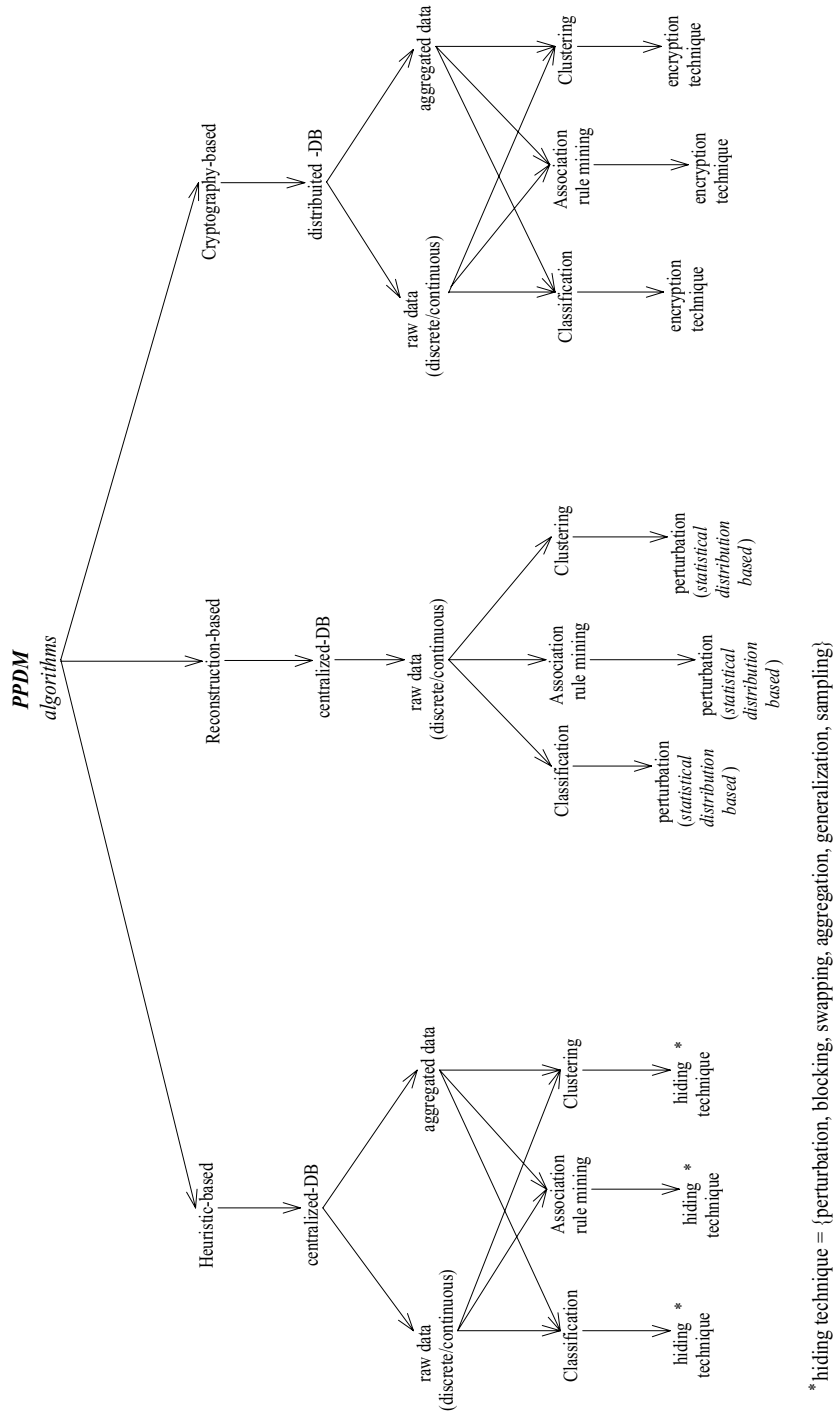 PPDM
algorithms
Heuristic-based
Reconstruction-based
Cryptography-based
centralized-DB
centralized-DB
distribuited -DB
raw data
(discrete/continuous)
aggregated data
raw data
(discrete/continuous)
raw data
(discrete/continuous)
aggregated data
Classification
Association
rule mining
Clustering
Classification
Association
rule mining
Clustering
Classification
Association
rule mining
Clustering
hiding *
technique
hiding *
technique
hiding *
technique
perturbation
(statistical
distribution
based )
perturbation
(statistical
distribution
based )
perturbation
(statistical
distribution
based )
encryption
technique
encryption
technique
encryption
technique
*hiding technique = {perturbation, blocking, swapping, aggregation, generalization, sampling}